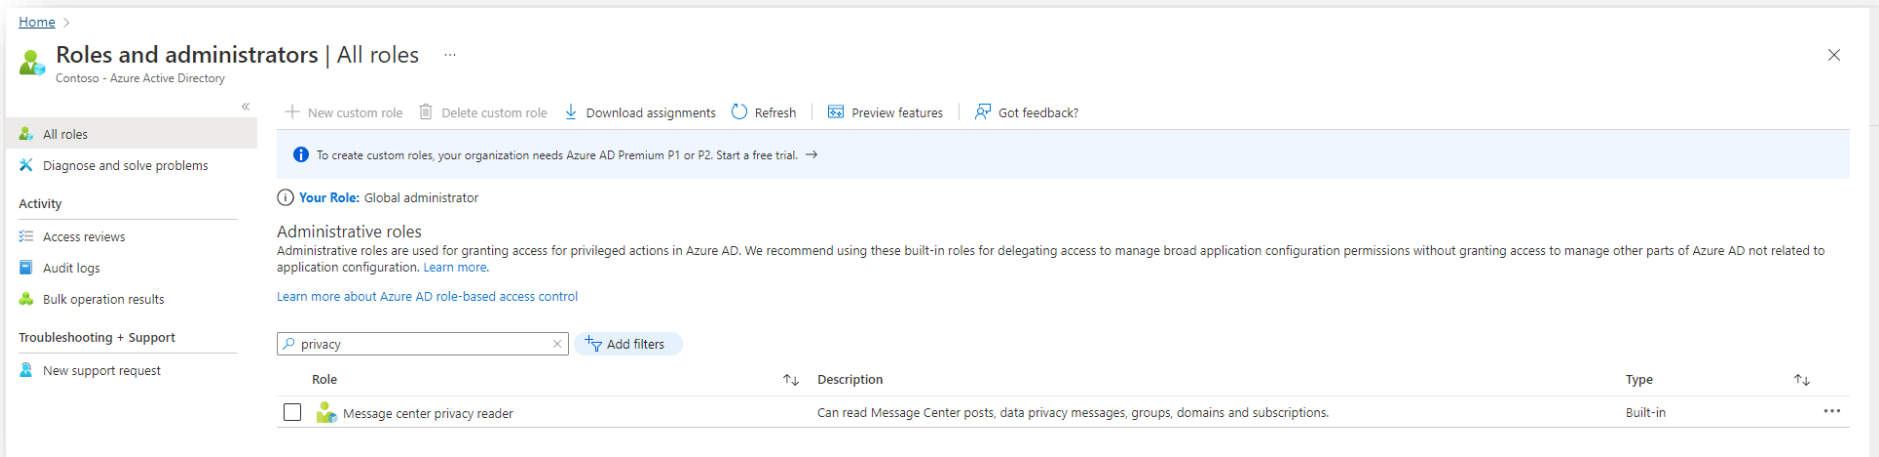 Home >
Roles and administrators | All roles ...
Contoso - Azure Active Directory
«
All roles
Diagnose and solve problems
Activity
Access reviews
Audit logs
Bulk operation results
Troubleshooting + Support
New support request
New custom role Delete custom role Download assignments Refresh Preview features Got feedback?
To create custom roles, your organization needs Azure AD Premium P1 or P2. Start a free trial. →
Your Role: Global administrator
Administrative roles
Administrative roles are used for granting access for privileged actions in Azure AD. We recommend using these built-in roles for delegating access to manage broad application configuration permissions without granting access to manage other parts of Azure AD not related to
application configuration. Learn more.
Learn more about Azure AD role-based access control
privacy Add filters
Role Description Type
Message center privacy reader Can read Message Center posts, data privacy messages, groups, domains and subscriptions. Built-in ...